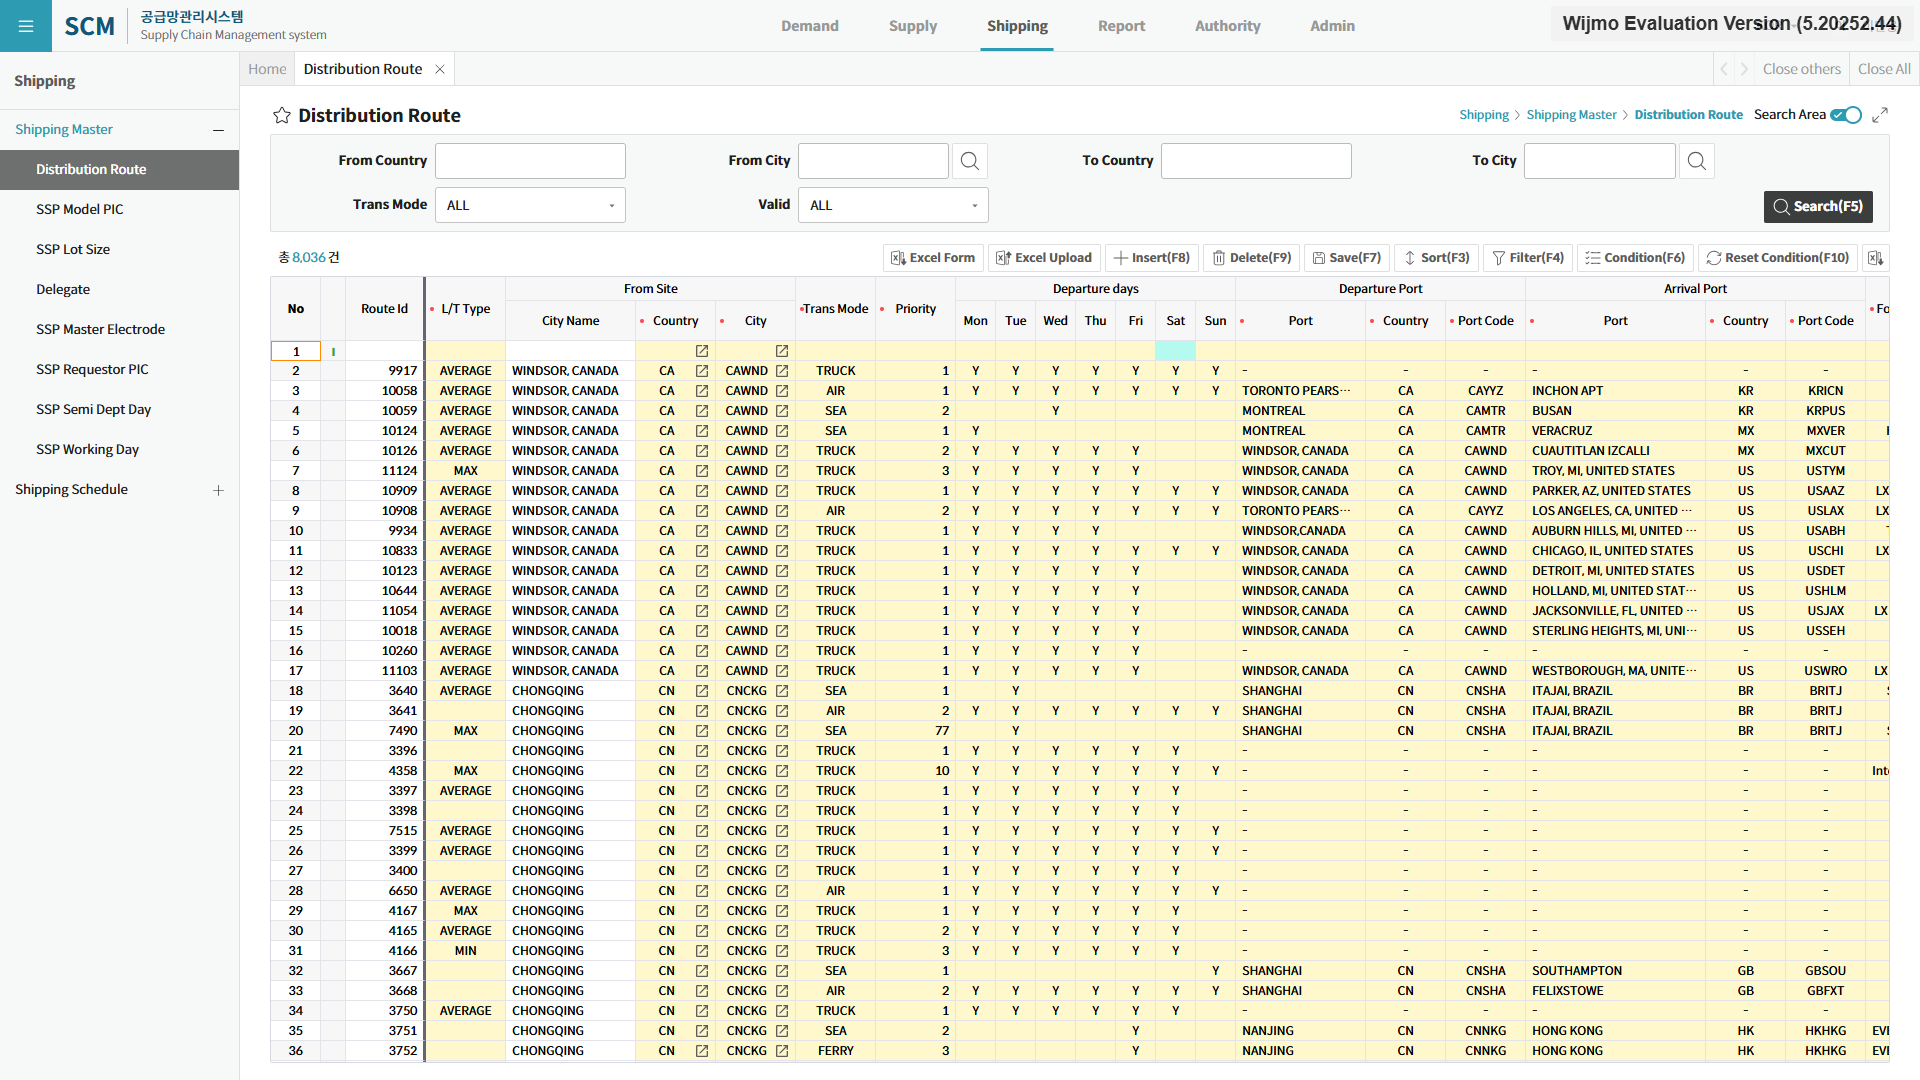 SCM 공급망관리시스템
Supply Chain Management system
Demand Supply Shipping Report Authority Admin
Wijmo Evaluation Version (5.20252.44)
Shipping
Home Distribution Route Close others Close All
Shipping Master
Distribution Route
SSP Model PIC
SSP Lot Size
Delegate
SSP Master Electrode
SSP Requestor PIC
SSP Semi Dept Day
SSP Working Day
Shipping Schedule
Distribution Route
Shipping > Shipping Master > Distribution Route Search Area
From Country From City To Country To City
Trans Mode ALL Valid ALL Search(F5)
총 8,036 건
Excel Form Excel Upload Insert(F8) Delete(F9) Save(F7) Sort(F3) Filter(F4) Condition(F6) Reset Condition(F10)
No Route Id L/T Type From Site Trans Mode Priority Departure days Departure Port Arrival Port Fo
City Name Country City Mon Tue Wed Thu Fri Sat Sun Port Country Port Code Port Country Port Code
1 I
2 9917 AVERAGE WINDSOR, CANADA CA CAWND TRUCK 1 Y Y Y Y Y Y Y - - - - - -
3 10058 AVERAGE WINDSOR, CANADA CA CAWND AIR 1 Y Y Y Y Y Y Y TORONTO PEARS··· CA CAYYZ INCHON APT KR KRICN
4 10059 AVERAGE WINDSOR, CANADA CA CAWND SEA 2 Y MONTREAL CA CAMTR BUSAN KR KRPUS
5 10124 AVERAGE WINDSOR, CANADA CA CAWND SEA 1 Y MONTREAL CA CAMTR VERACRUZ MX MXVER
6 10126 AVERAGE WINDSOR, CANADA CA CAWND TRUCK 2 Y Y Y Y Y WINDSOR, CANADA CA CAWND CUAUTITLAN IZCALLI MX MXCUT
7 11124 MAX WINDSOR, CANADA CA CAWND TRUCK 3 Y Y Y Y Y WINDSOR, CANADA CA CAWND TROY, MI, UNITED STATES US USTYM
8 10909 AVERAGE WINDSOR, CANADA CA CAWND TRUCK 1 Y Y Y Y Y Y Y WINDSOR, CANADA CA CAWND PARKER, AZ, UNITED STATES US USAAZ LX
9 10908 AVERAGE WINDSOR, CANADA CA CAWND AIR 2 Y Y Y Y Y Y Y TORONTO PEARS··· CA CAYYZ LOS ANGELES, CA, UNITED ··· US USLAX LX
10 9934 AVERAGE WINDSOR, CANADA CA CAWND TRUCK 1 Y Y Y Y WINDSOR,CANADA CA CAWND AUBURN HILLS, MI, UNITED ··· US USABH
11 10833 AVERAGE WINDSOR, CANADA CA CAWND TRUCK 1 Y Y Y Y Y Y Y WINDSOR, CANADA CA CAWND CHICAGO, IL, UNITED STATES US USCHI LX
12 10123 AVERAGE WINDSOR, CANADA CA CAWND TRUCK 1 Y Y Y Y Y WINDSOR, CANADA CA CAWND DETROIT, MI, UNITED STATES US USDET
13 10644 AVERAGE WINDSOR, CANADA CA CAWND TRUCK 1 Y Y Y Y Y WINDSOR, CANADA CA CAWND HOLLAND, MI, UNITED STAT··· US USHLM
14 11054 AVERAGE WINDSOR, CANADA CA CAWND TRUCK 1 Y Y Y Y Y WINDSOR, CANADA CA CAWND JACKSONVILLE, FL, UNITED ··· US USJAX LX
15 10018 AVERAGE WINDSOR, CANADA CA CAWND TRUCK 1 Y Y Y Y Y WINDSOR, CANADA CA CAWND STERLING HEIGHTS, MI, UNI··· US USSEH
16 10260 AVERAGE WINDSOR, CANADA CA CAWND TRUCK 1 Y Y Y Y Y - - - - - -
17 11103 AVERAGE WINDSOR, CANADA CA CAWND TRUCK 1 Y Y Y Y Y WINDSOR, CANADA CA CAWND WESTBOROUGH, MA, UNITE··· US USWRO LX
18 3640 AVERAGE CHONGQING CN CNCKG SEA 1 Y SHANGHAI CN CNSHA ITAJAI, BRAZIL BR BRITJ
19 3641 CHONGQING CN CNCKG AIR 2 Y Y Y Y Y Y Y SHANGHAI CN CNSHA ITAJAI, BRAZIL BR BRITJ
20 7490 MAX CHONGQING CN CNCKG SEA 77 Y SHANGHAI CN CNSHA ITAJAI, BRAZIL BR BRITJ
21 3396 CHONGQING CN CNCKG TRUCK 1 Y Y Y Y Y Y - - - - - -
22 4358 MAX CHONGQING CN CNCKG TRUCK 10 Y Y Y Y Y Y Y - - - - - - Int
23 3397 AVERAGE CHONGQING CN CNCKG TRUCK 1 Y Y Y Y Y Y - - - - - -
24 3398 CHONGQING CN CNCKG TRUCK 1 Y Y Y Y Y Y - - - - - -
25 7515 AVERAGE CHONGQING CN CNCKG TRUCK 1 Y Y Y Y Y Y Y - - - - - -
26 3399 AVERAGE CHONGQING CN CNCKG TRUCK 1 Y Y Y Y Y Y Y - - - - - -
27 3400 CHONGQING CN CNCKG TRUCK 1 Y Y Y Y Y Y - - - - - -
28 6650 AVERAGE CHONGQING CN CNCKG AIR 1 Y Y Y Y Y Y Y - - - - - -
29 4167 MAX CHONGQING CN CNCKG TRUCK 1 Y Y Y Y Y Y - - - - - -
30 4165 AVERAGE CHONGQING CN CNCKG TRUCK 2 Y Y Y Y Y Y - - - - - -
31 4166 MIN CHONGQING CN CNCKG TRUCK 3 Y Y Y Y Y Y - - - - - -
32 3667 CHONGQING CN CNCKG SEA 1 Y SHANGHAI CN CNSHA SOUTHAMPTON GB GBSOU
33 3668 CHONGQING CN CNCKG AIR 2 Y Y Y Y Y Y Y SHANGHAI CN CNSHA FELIXSTOWE GB GBFXT
34 3750 AVERAGE CHONGQING CN CNCKG TRUCK 1 Y Y Y Y Y Y - - - - - -
35 3751 CHONGQING CN CNCKG SEA 2 Y NANJING CN CNNKG HONG KONG HK HKHKG EVI
36 3752 CHONGQING CN CNCKG FERRY 3 Y NANJING CN CNNKG HONG KONG HK HKHKG EVI